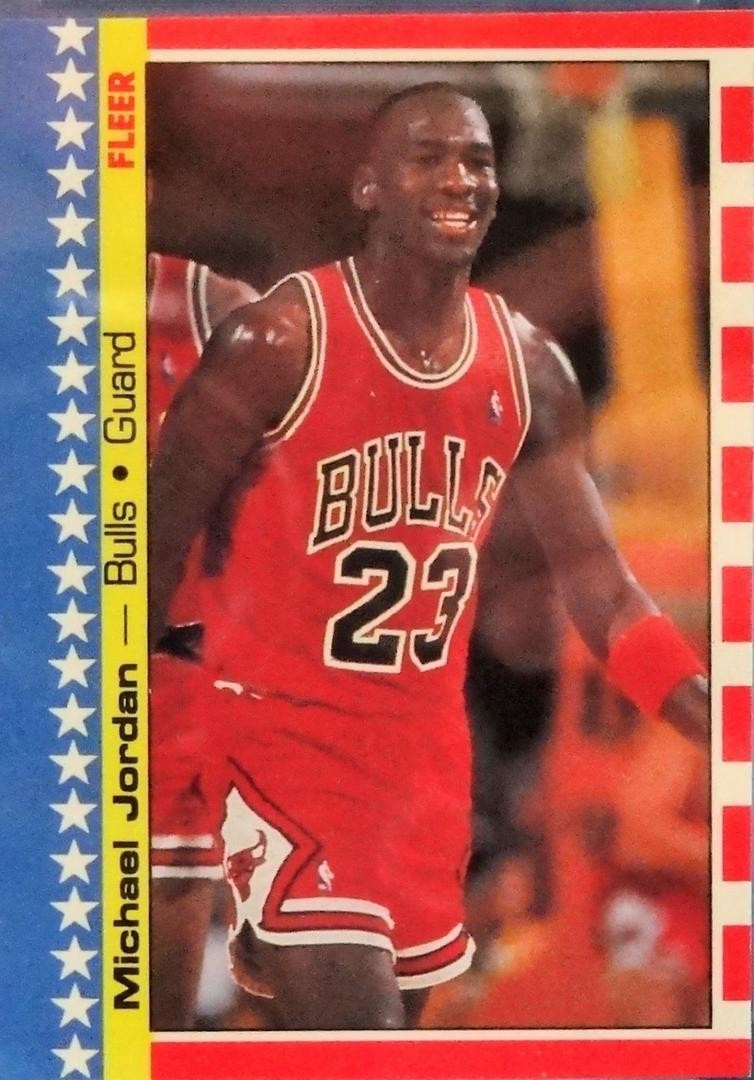 FLEER
Michael Jordan — Bulls • Guard
BULLS
23